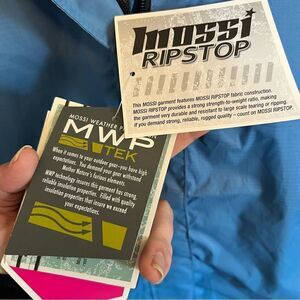 mossi
RIPSTOP
This MOSSI garment features MOSSI RIPSTOP fabric construction.
MOSSI RIPSTOP provides a strong strength-to-weight ratio, making
the garment very durable and resistant to large scale tearing or ripping.
If you demand strong, reliable, rugged quality – count on MOSSI RIPSTOP.
MOSSI WEATHER
MWP
TEK
When it comes to your outdoor gear–you have high
expectations. You demand your gear withstand
Mother Nature's furious elements.
MWP technology insures this garment has strong,
reliable insulation properties. Filled with quality
insulation properties that insure we exceed
your expectations.